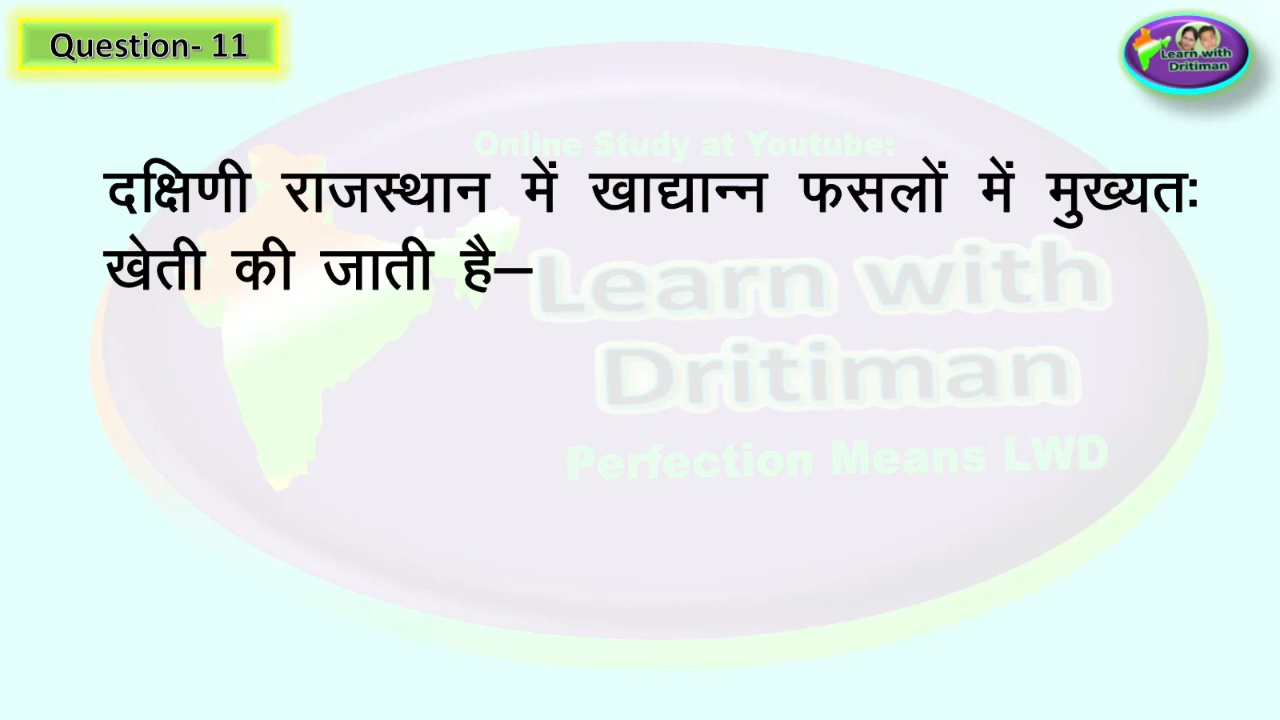 Question- 11
Learn with
Dritiman
Online Study at Youtube:
दक्षिणी राजस्थान में खाद्यान्न फसलों में मुख्यतः
खेती की जाती है–
Learn with
Dritiman
Perfection Means LWD